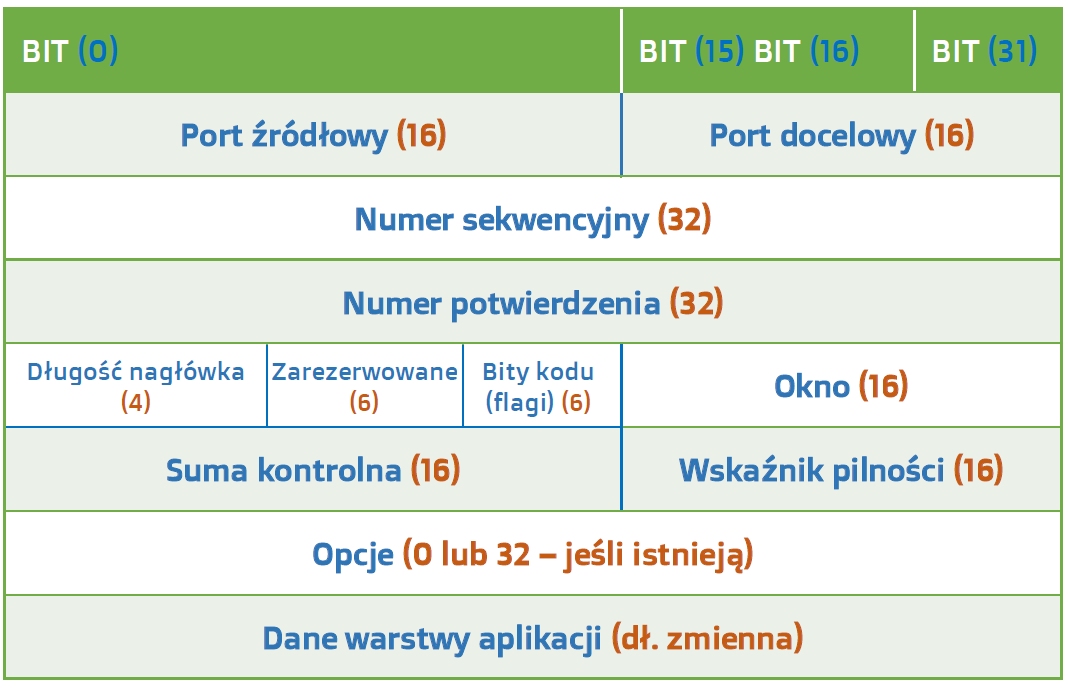 BIT (0) BIT (15) BIT (16) BIT (31)
Port źródłowy (16) Port docelowy (16)
Numer sekwencyjny (32)
Numer potwierdzenia (32)
Długość nagłówka
(4)
Zarezerwowane
(6)
Bity kodu
(flagi) (6)
Okno (16)
Suma kontrolna (16) Wskaźnik pilności (16)
Opcje (0 lub 32 – jeśli istnieją)
Dane warstwy aplikacji (dł. zmienna)